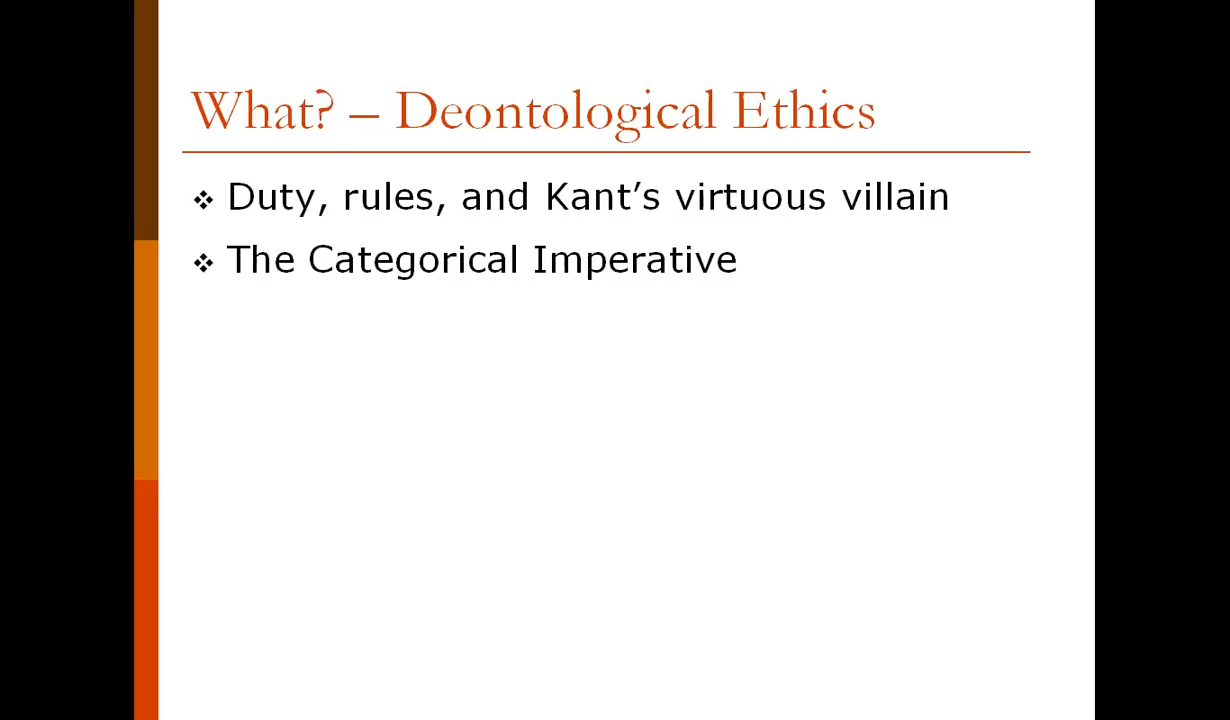 What? – Deontological Ethics
❖ Duty, rules, and Kant’s virtuous villain
❖ The Categorical Imperative